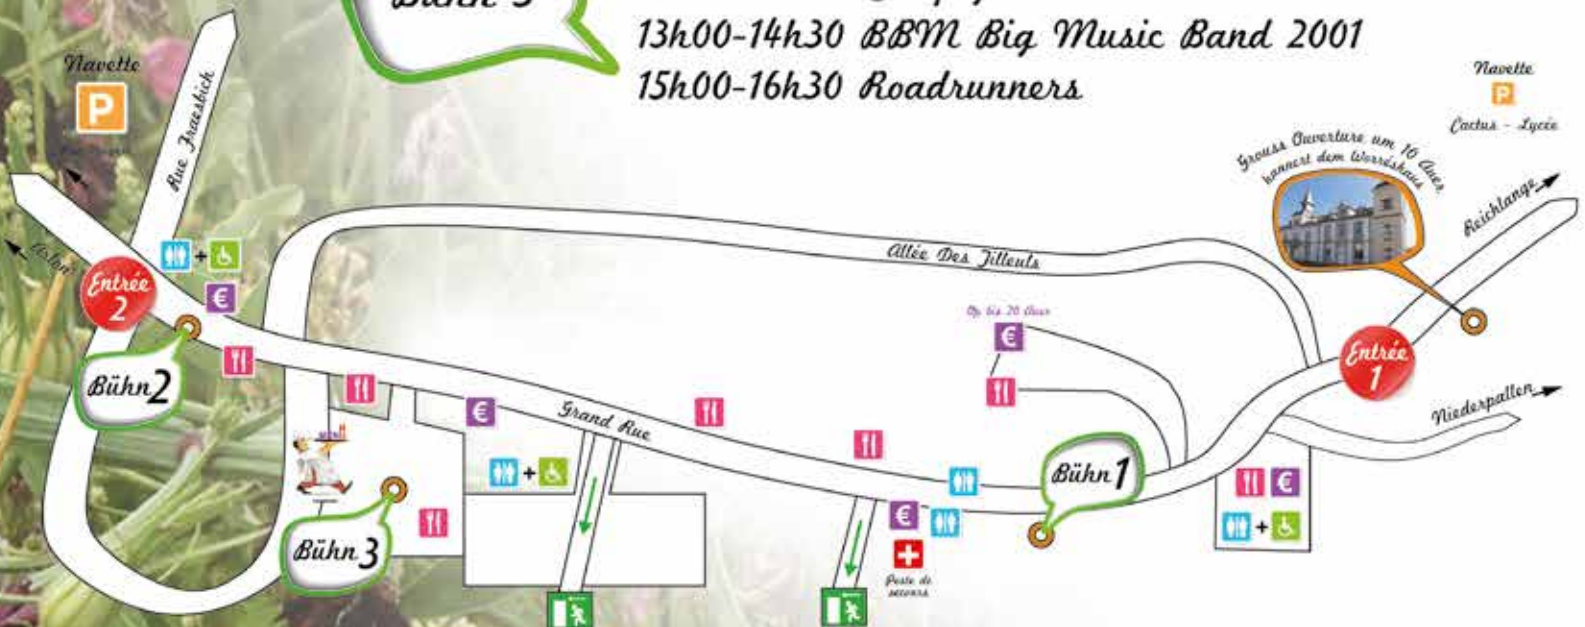 Bühn 3
13h00-14h30 BBM Big Music Band 2001
15h00-16h30 Roadrunners
Navette
P
Rue Fraesbich
Navette
P
Cactus - Lycée
Grouss Ouverture um 16 Auer
hannert dem Worréshaus
Reichlange
Allée Des Tilleuls
+
€
Entrée
2
Op bis 20 Auer
€
Entrée
1
Bühn 2
Niederpallen
€
Grand Rue
Bühn 1
+
€
€
+
Bühn 3
Poste de
secours